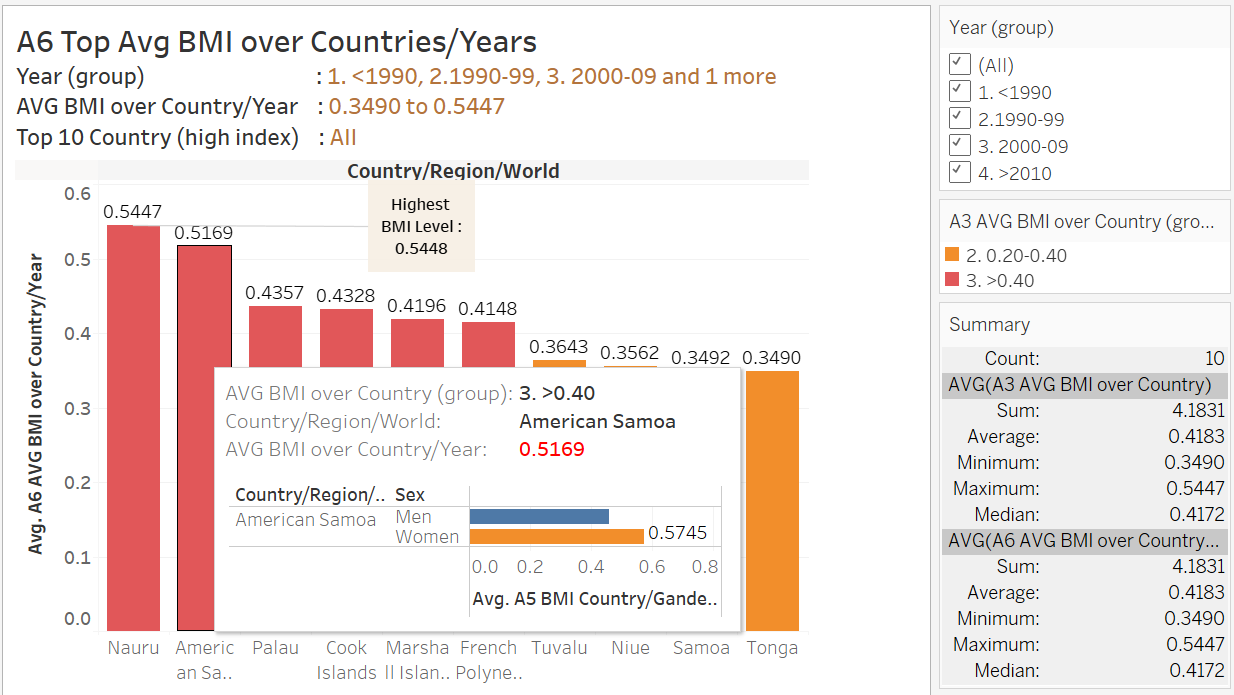 A6 Top Avg BMI over Countries/Years
Year (group) : 1. <1990, 2.1990-99, 3. 2000-09 and 1 more
AVG BMI over Country/Year : 0.3490 to 0.5447
Top 10 Country (high index) : All
Country/Region/World
Highest
BMI Level :
0.5448
Avg. A6 AVG BMI over Country/Year
0.6
0.5
0.4
0.3
0.2
0.1
0.0
0.5447 0.5169 0.4357 0.4328 0.4196 0.4148 0.3643 0.3562 0.3492 0.3490
AVG BMI over Country (group): 3. >0.40
Country/Region/World: American Samoa
AVG BMI over Country/Year: 0.5169
Country/Region/.. Sex
American Samoa Men
Women 0.5745
0.0 0.2 0.4 0.6 0.8
Avg. A5 BMI Country/Gande..
Nauru Americ Palau Cook Marsha French Tuvalu Niue Samoa Tonga
an Sa.. Islands ll Islan.. Polyne..
Year (group)
(All)
1. <1990
2.1990-99
3. 2000-09
4. >2010
A3 AVG BMI over Country (gro...
2. 0.20-0.40
3. >0.40
Summary
Count: 10
AVG(A3 AVG BMI over Country)
Sum: 4.1831
Average: 0.4183
Minimum: 0.3490
Maximum: 0.5447
Median: 0.4172
AVG(A6 AVG BMI over Country...
Sum: 4.1831
Average: 0.4183
Minimum: 0.3490
Maximum: 0.5447
Median: 0.4172